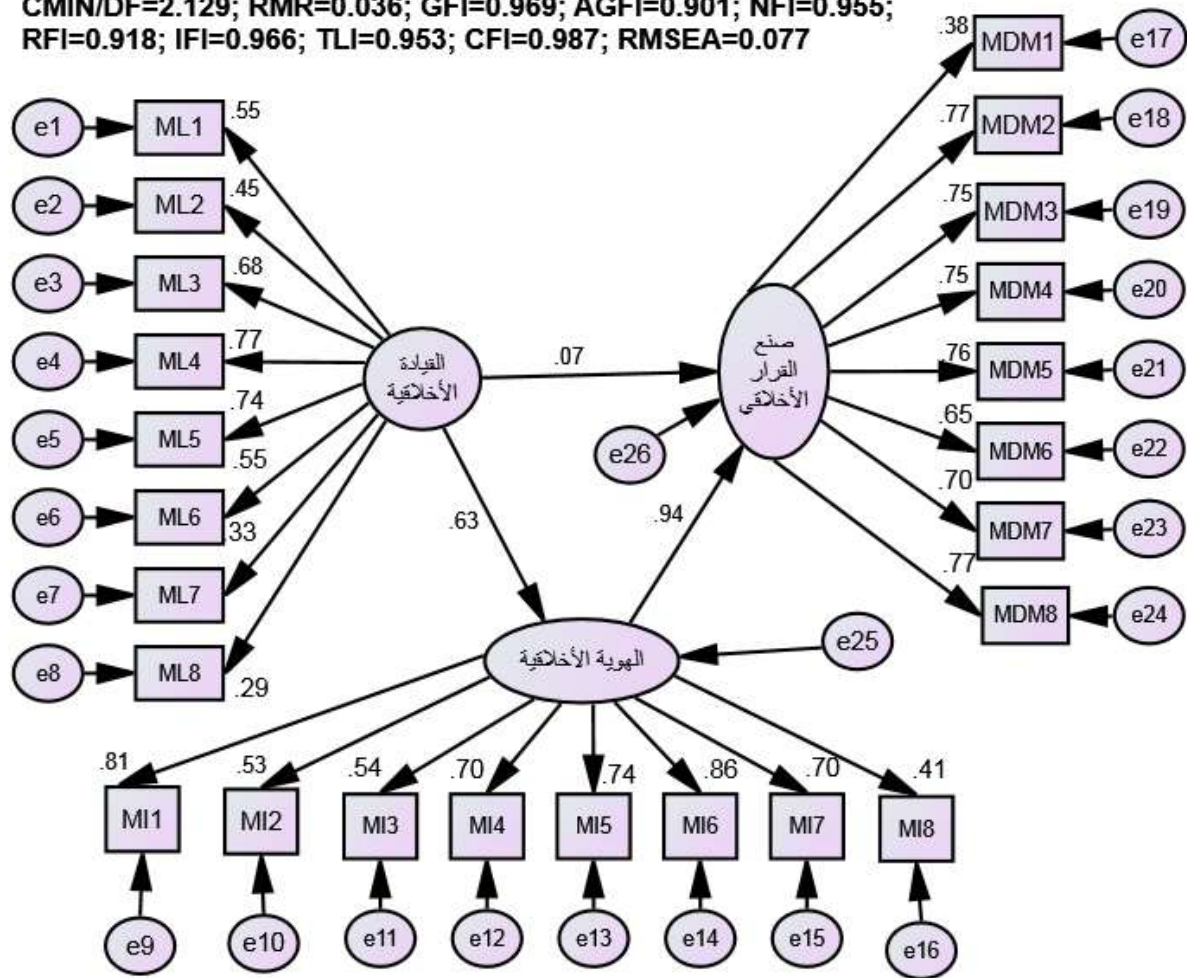 CMIN/DF=2.129; RMR=0.036; GFI=0.969; AGFI=0.901; NFI=0.955;
RFI=0.918; IFI=0.966; TLI=0.953; CFI=0.987; RMSEA=0.077
.38
MDM1
e17
e1
ML1
.55
.77
MDM2
e18
e2
ML2
.45
.75
MDM3
e19
e3
ML3
.68
.75
MDM4
e20
e4
ML4
.77
القيادة
الأخلاقية
.07
صنع
القرار
الأخلاقي
.76
MDM5
e21
e5
ML5
.74
e26
.65
MDM6
e22
e6
ML6
.55
.63
.94
.70
MDM7
e23
e7
ML7
33
.77
MDM8
e24
e8
ML8
.29
الهوية الأخلاقية
e25
.81
.53
.54
.70
.74
.86
.70
.41
MI1
MI2
MI3
MI4
MI5
MI6
MI7
MI8
e9
e10
e11
e12
e13
e14
e15
e16